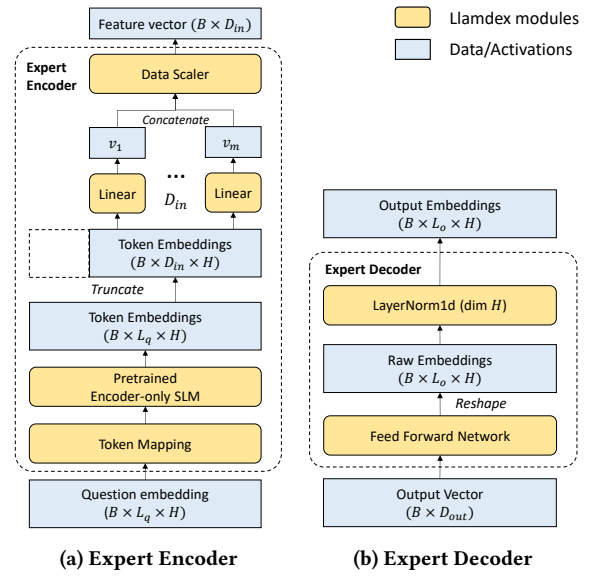 Feature vector (B × D_in)
Llamdex modules
Data/Activations
Expert
Encoder
Data Scaler
Concatenate
v_1
...
v_m
Linear
D_in
Linear
Token Embeddings
(B × D_in × H)
Truncate
Token Embeddings
(B × L_q × H)
Pretrained
Encoder-only SLM
Token Mapping
Question embedding
(B × L_q × H)
(a) Expert Encoder
Output Embeddings
(B × L_o × H)
Expert Decoder
LayerNorm1d (dim H)
Raw Embeddings
(B × L_o × H)
Reshape
Feed Forward Network
Output Vector
(B × D_out)
(b) Expert Decoder